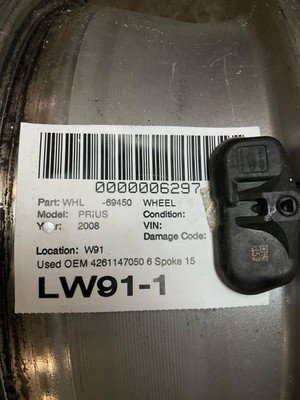 0000006297
Part: WHL -69450 WHEEL
Model: PRIUS Condition:
Year: 2008 VIN:
Damage Code:
Location: W91
Used OEM 4261147050 6 Spoke 15
LW91-1